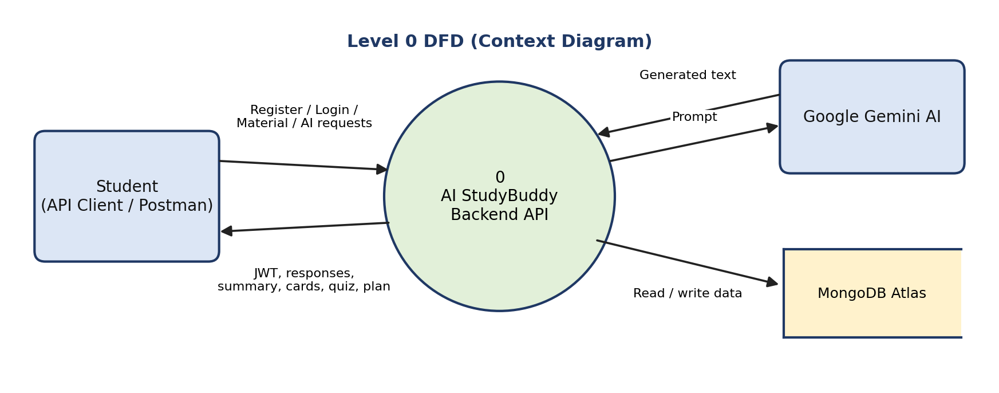 Level 0 DFD (Context Diagram)
Generated text
Register / Login /
Material / AI requests
Prompt
Google Gemini AI
Student
(API Client / Postman)
0
AI StudyBuddy
Backend API
JWT, responses,
summary, cards, quiz, plan
Read / write data
MongoDB Atlas